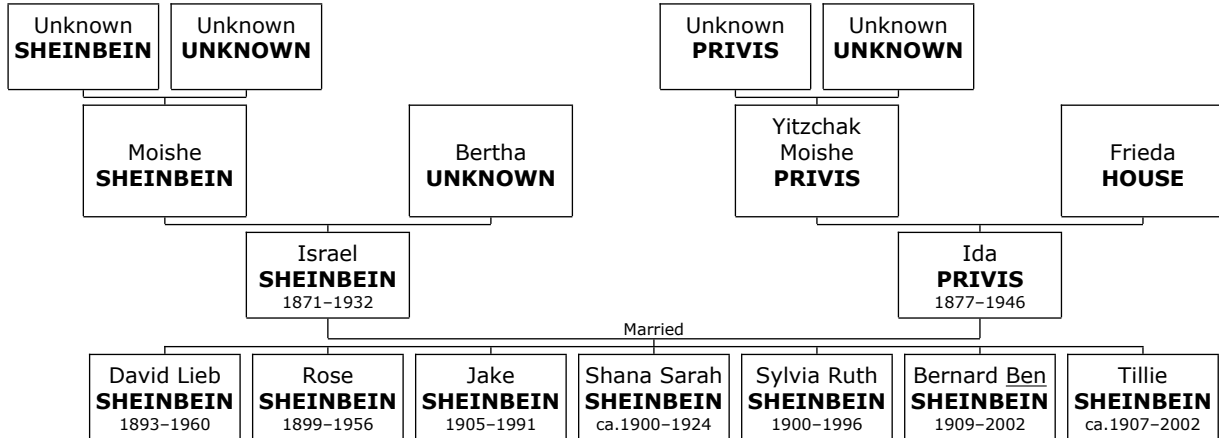 Unknown
SHEINBEIN
Unknown
UNKNOWN
Unknown
PRIVIS
Unknown
UNKNOWN
Moishe
SHEINBEIN
Bertha
UNKNOWN
Yitzchak
Moishe
PRIVIS
Frieda
HOUSE
Israel
SHEINBEIN
1871–1932
Ida
PRIVIS
1877–1946
Married
David Lieb
SHEINBEIN
1893–1960
Rose
SHEINBEIN
1899–1956
Jake
SHEINBEIN
1905–1991
Shana Sarah
SHEINBEIN
ca.1900–1924
Sylvia Ruth
SHEINBEIN
1900–1996
Bernard Ben
SHEINBEIN
1909–2002
Tillie
SHEINBEIN
ca.1907–2002